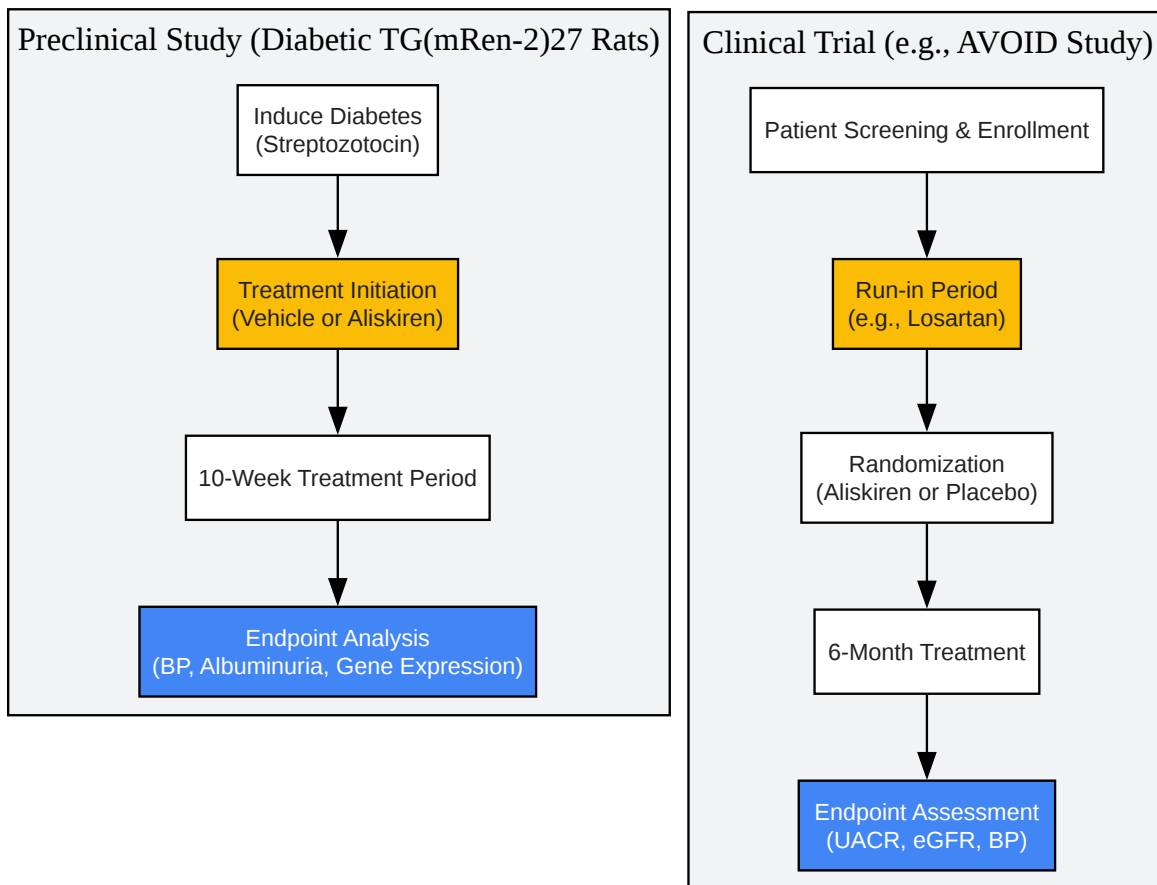 Preclinical Study (Diabetic TG(mRen-2)27 Rats)
Induce Diabetes
(Streptozotocin)
Treatment Initiation
(Vehicle or Aliskiren)
10-Week Treatment Period
Endpoint Analysis
(BP, Albuminuria, Gene Expression)
Clinical Trial (e.g., AVOID Study)
Patient Screening & Enrollment
Run-in Period
(e.g., Losartan)
Randomization
(Aliskiren or Placebo)
6-Month Treatment
Endpoint Assessment
(UACR, eGFR, BP)